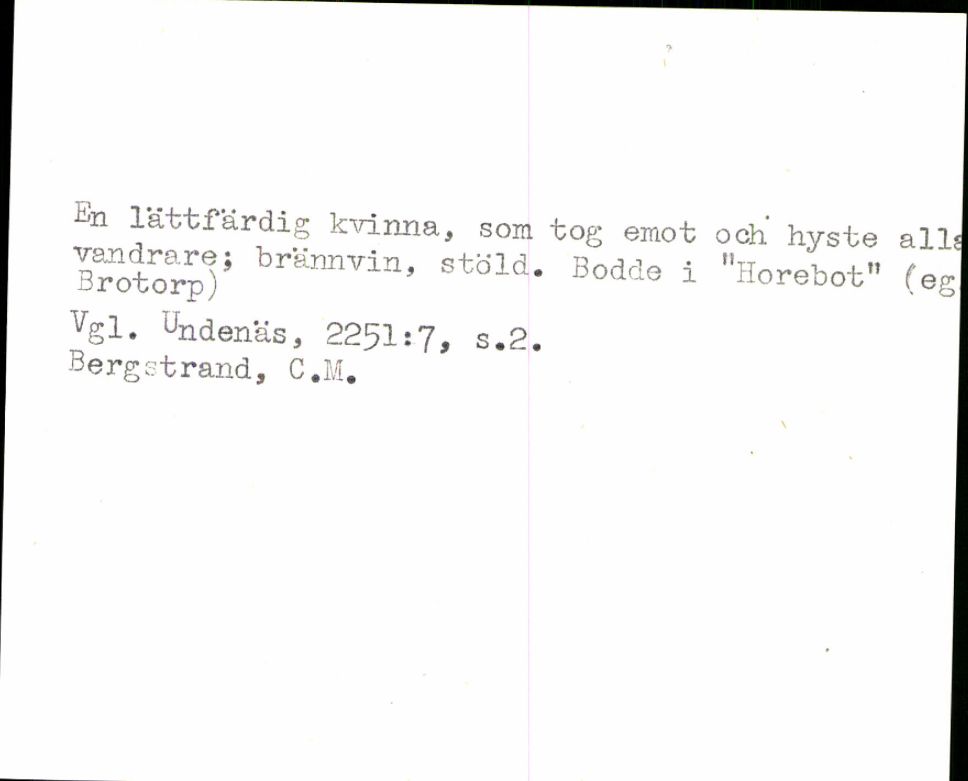 En lättfärdig kvinna, som tog emot och hyste alla
vandrare; brännvin, stöld. Bodde i "Horebot" (eg.
Brotorp)
Vgl. Undenäs, 2251:7, s.2.
Bergstrand, C.M.